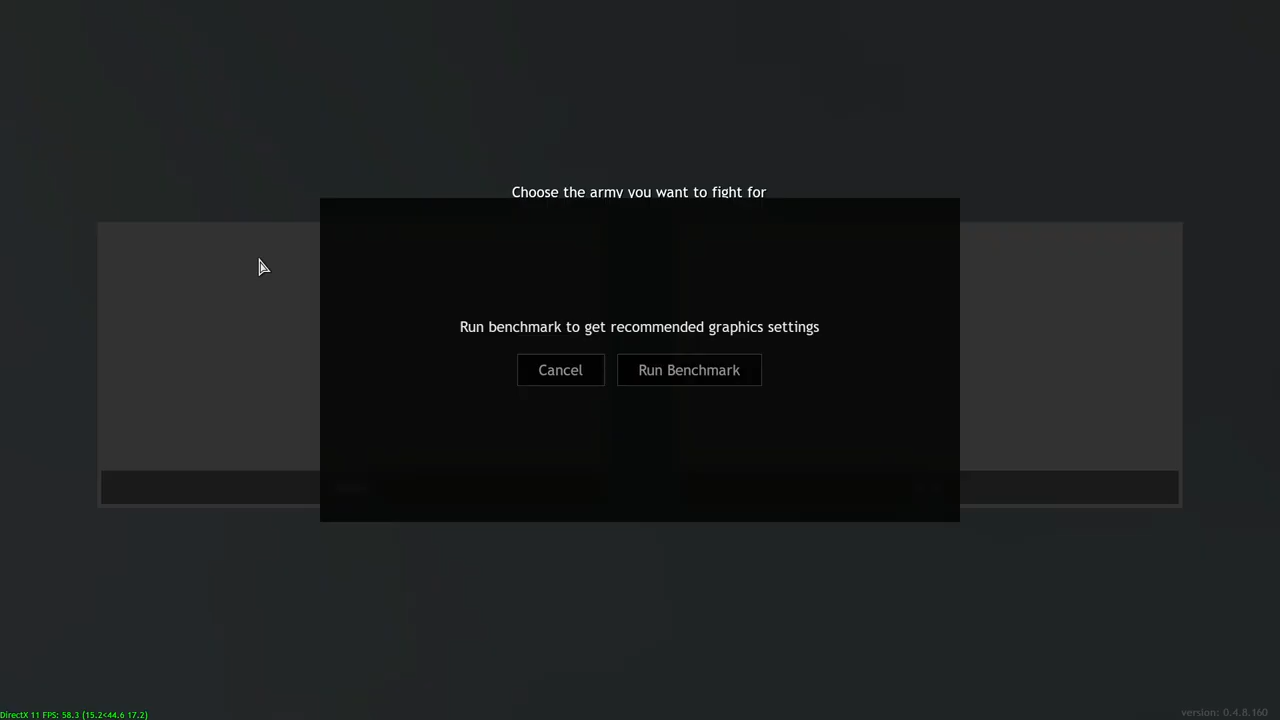 Choose the army you want to fight for
Run benchmark to get recommended graphics settings
Cancel
Run Benchmark
DirectX 11 FPS: 58.3 (15.2<44.6 17.2)
version: 0.4.8.160